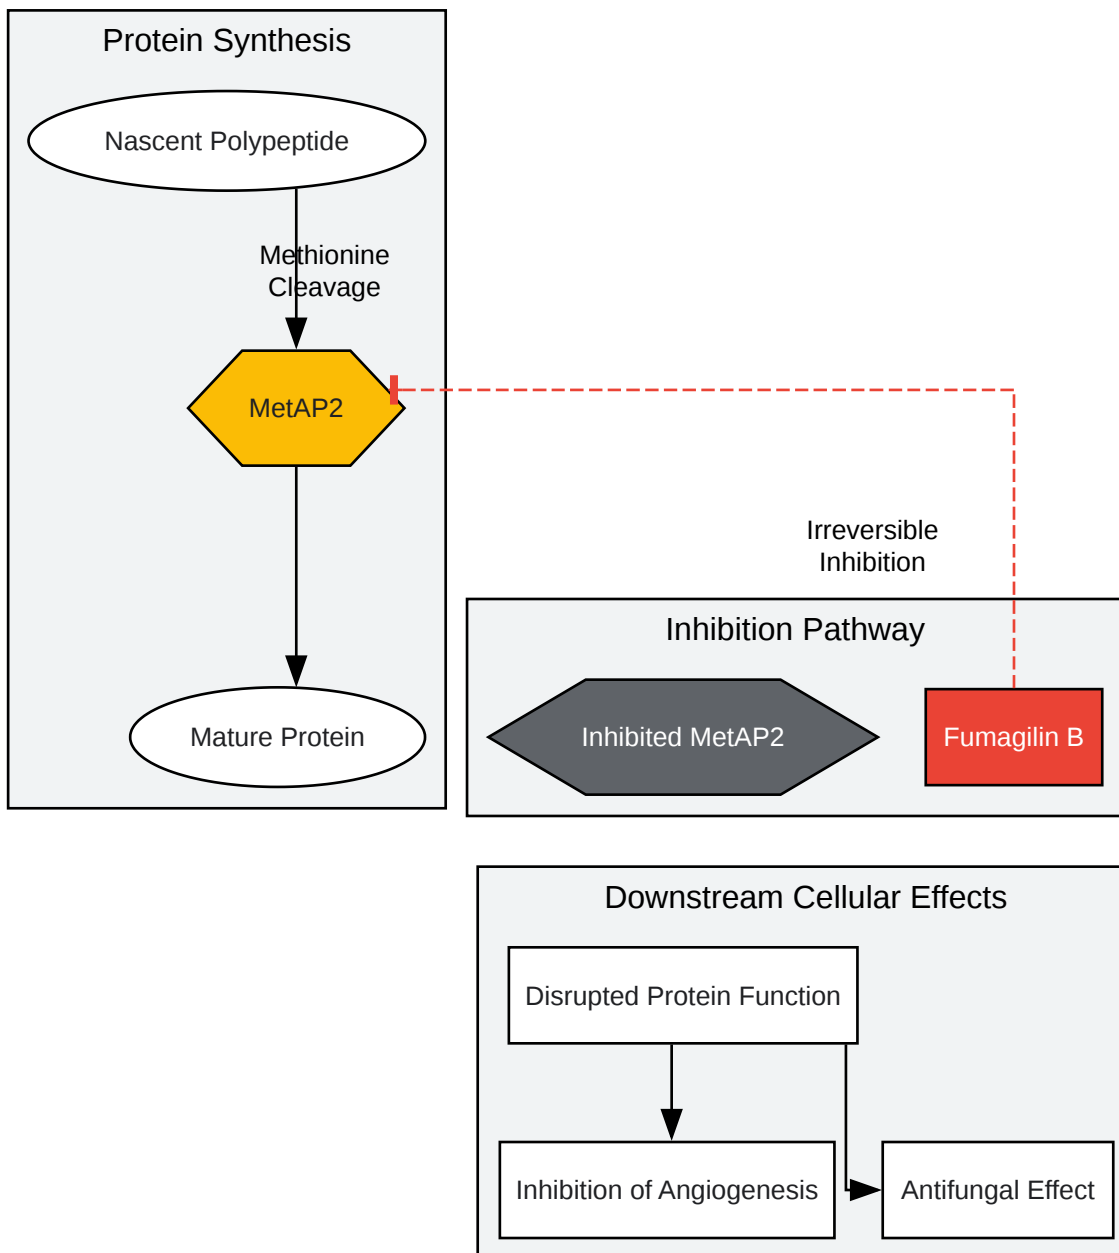 Protein Synthesis
Nascent Polypeptide
Methionine
Cleavage
MetAP2
Mature Protein
Irreversible
Inhibition
Inhibition Pathway
Inhibited MetAP2
Fumagilin B
Downstream Cellular Effects
Disrupted Protein Function
Inhibition of Angiogenesis
Antifungal Effect